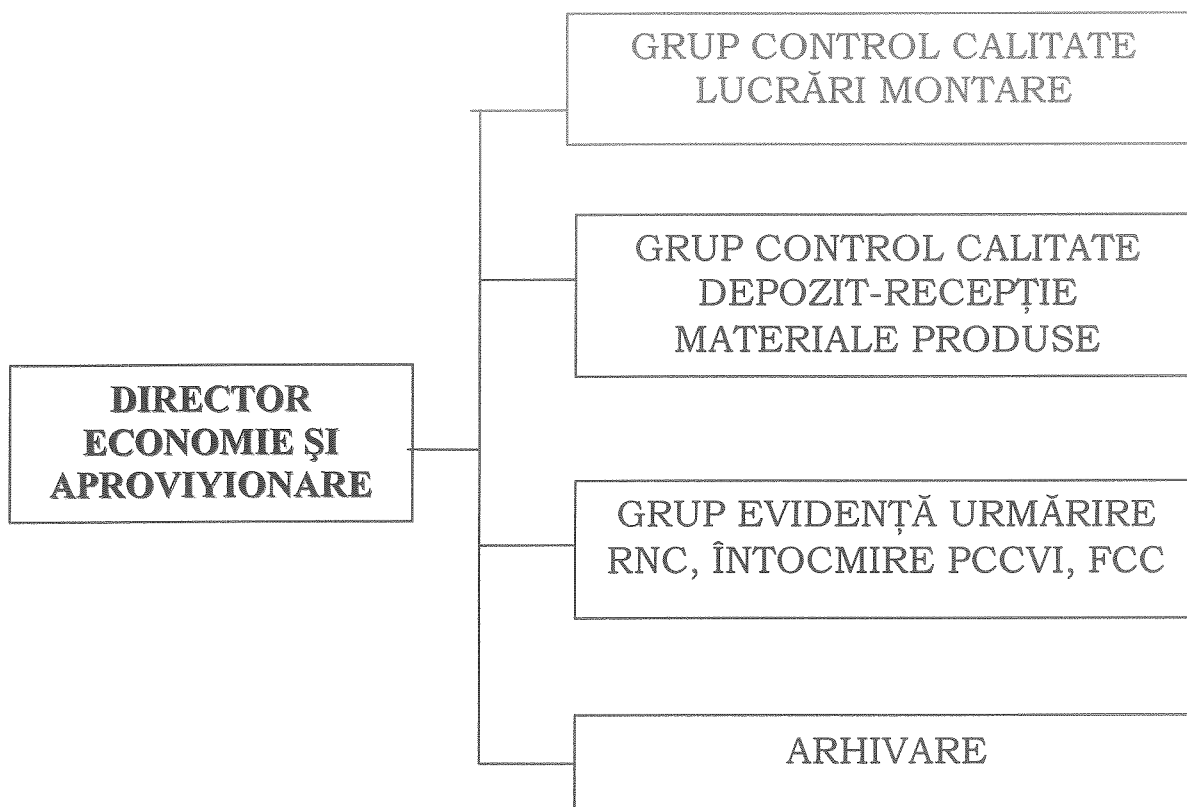 GRUP CONTROL CALITATE
LUCRĂRI MONTARE
GRUP CONTROL CALITATE
DEPOZIT-RECEPȚIE
MATERIALE PRODUSE
DIRECTOR
ECONOMIE ȘI
APROVIYIONARE
GRUP EVIDENȚĂ URMĂRIRE
RNC, ÎNTOCMIRE PCCVI, FCC
ARHIVARE